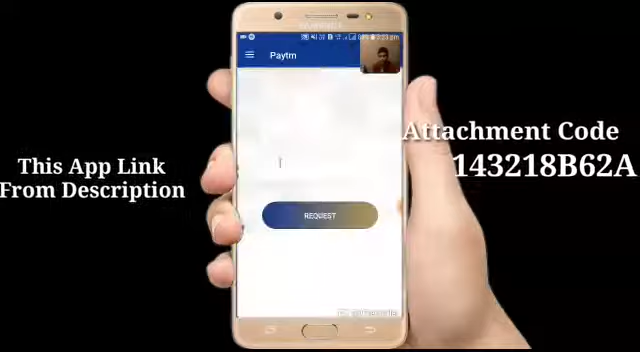 Paytm
This App Link
From Description
Attachment Code
143218B62A
REQUEST